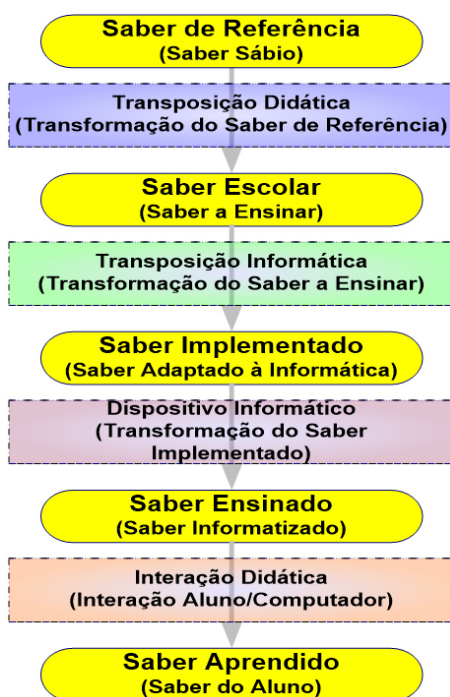 Saber de Referência
(Saber Sábio)
Transposição Didática
(Transformação do Saber de Referência)
Saber Escolar
(Saber a Ensinar)
Transposição Informática
(Transformação do Saber a Ensinar)
Saber Implementado
(Saber Adaptado à Informática)
Dispositivo Informático
(Transformação do Saber
Implementado)
Saber Ensinado
(Saber Informatizado)
Interação Didática
(Interação Aluno/Computador)
Saber Aprendido
(Saber do Aluno)